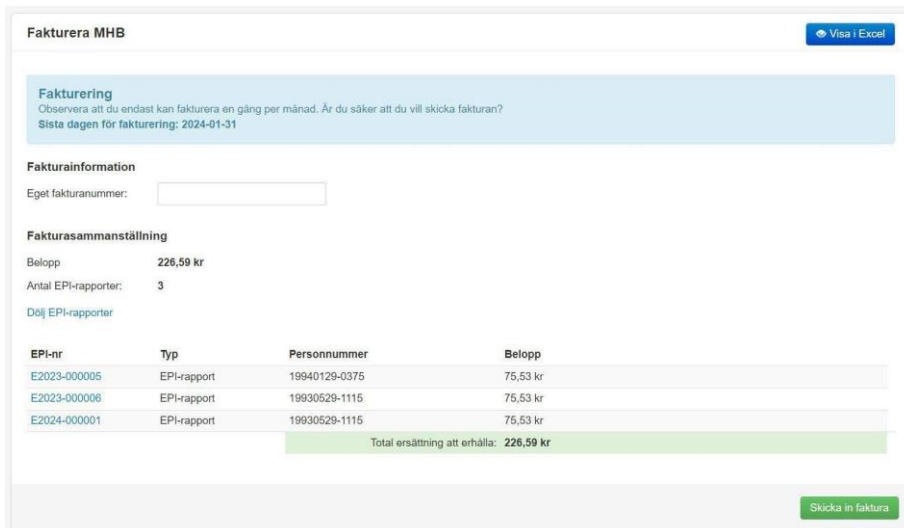 Fakturera MHB
Visa i Excel
Fakturering
Observera att du endast kan fakturera en gång per månad. Är du säker att du vill skicka fakturan?
Sista dagen för fakturering: 2024-01-31
Fakturainformation
Eget fakturanummer:
Fakturasammanställning
Belopp 226,59 kr
Antal EPI-rapporter: 3
Dölj EPI-rapporter
EPI-nr Typ Personnummer Belopp
E2023-000005 EPI-rapport 19940129-0375 75,53 kr
E2023-000006 EPI-rapport 19930529-1115 75,53 kr
E2024-000001 EPI-rapport 19930529-1115 75,53 kr
Total ersättning att erhålla: 226,59 kr
Skicka in faktura